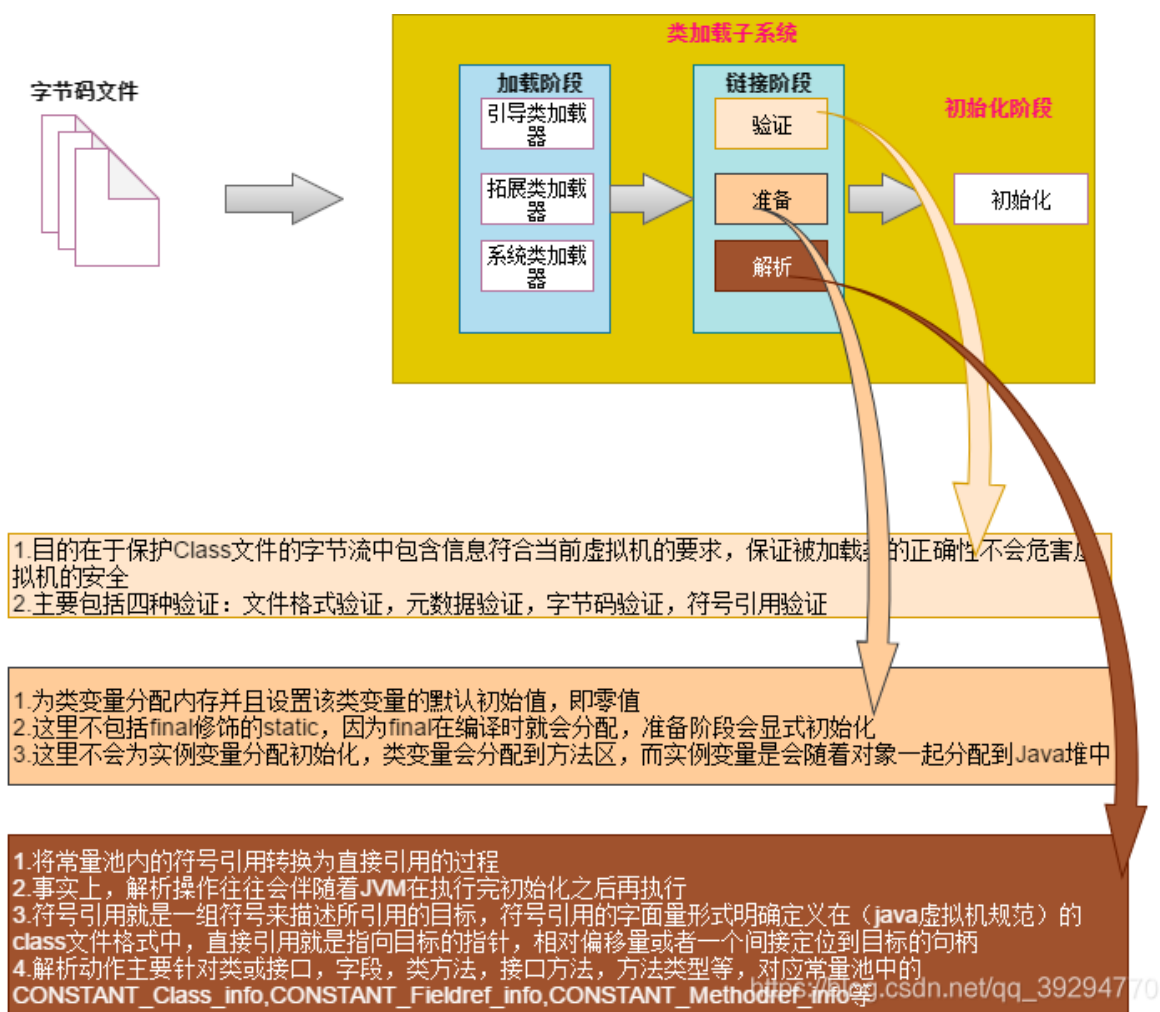 类加载子系统
字节码文件
加载阶段
引导类加载
器
拓展类加载
器
系统类加载
器
链接阶段
验证
准备
解析
初始化阶段
初始化
1.目的在于保护Class文件的字节流中包含信息符合当前虚拟机的要求，保证被加载类的正确性不会危害虚
拟机的安全
2.主要包括四种验证：文件格式验证，元数据验证，字节码验证，符号引用验证
1.为类变量分配内存并且设置该类变量的默认初始值，即零值
2.这里不包括final修饰的static，因为final在编译时就会分配，准备阶段会显式初始化
3.这里不会为实例变量分配初始化，类变量会分配到方法区，而实例变量是会随着对象一起分配到Java堆中
1.将常量池内的符号引用转换为直接引用的过程
2.事实上，解析操作往往会伴随着JVM在执行完初始化之后再执行
3.符号引用就是一组符号来描述所引用的目标，符号引用的字面量形式明确定义在（java虚拟机规范）的
class文件格式中，直接引用就是指向目标的指针，相对偏移量或者一个间接定位到目标的句柄
4.解析动作主要针对类或接口，字段，类方法，接口方法，方法类型等，对应常量池中的
CONSTANT_Class_info,CONSTANT_Fieldref_info,CONSTANT_Methodref_info等
https://blog.csdn.net/qq_39294770